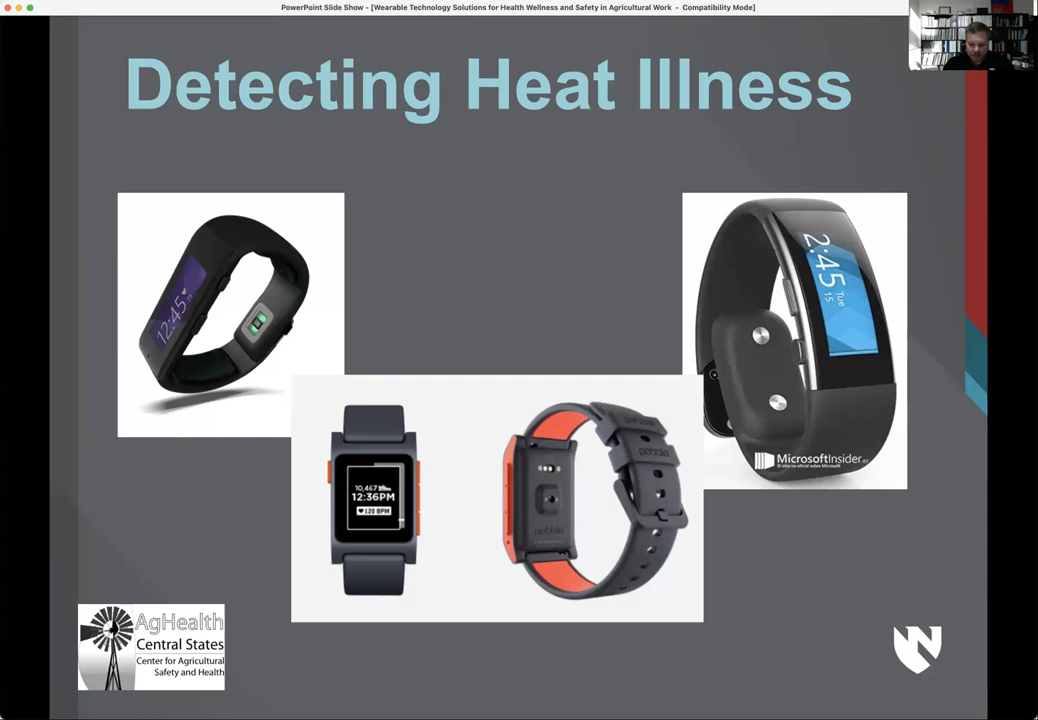 PowerPoint Slide Show - [Wearable Technology Solutions for Health Wellness and Safety in Agricultural Work - Compatibility Mode]
Detecting Heat Illness
12:45
2:45
Tue
15
MicrosoftInsider.es
10,467
12:36PM
120 BPM
pebble
pebble
AgHealth
Central States
Center for Agricultural
Safety and Health